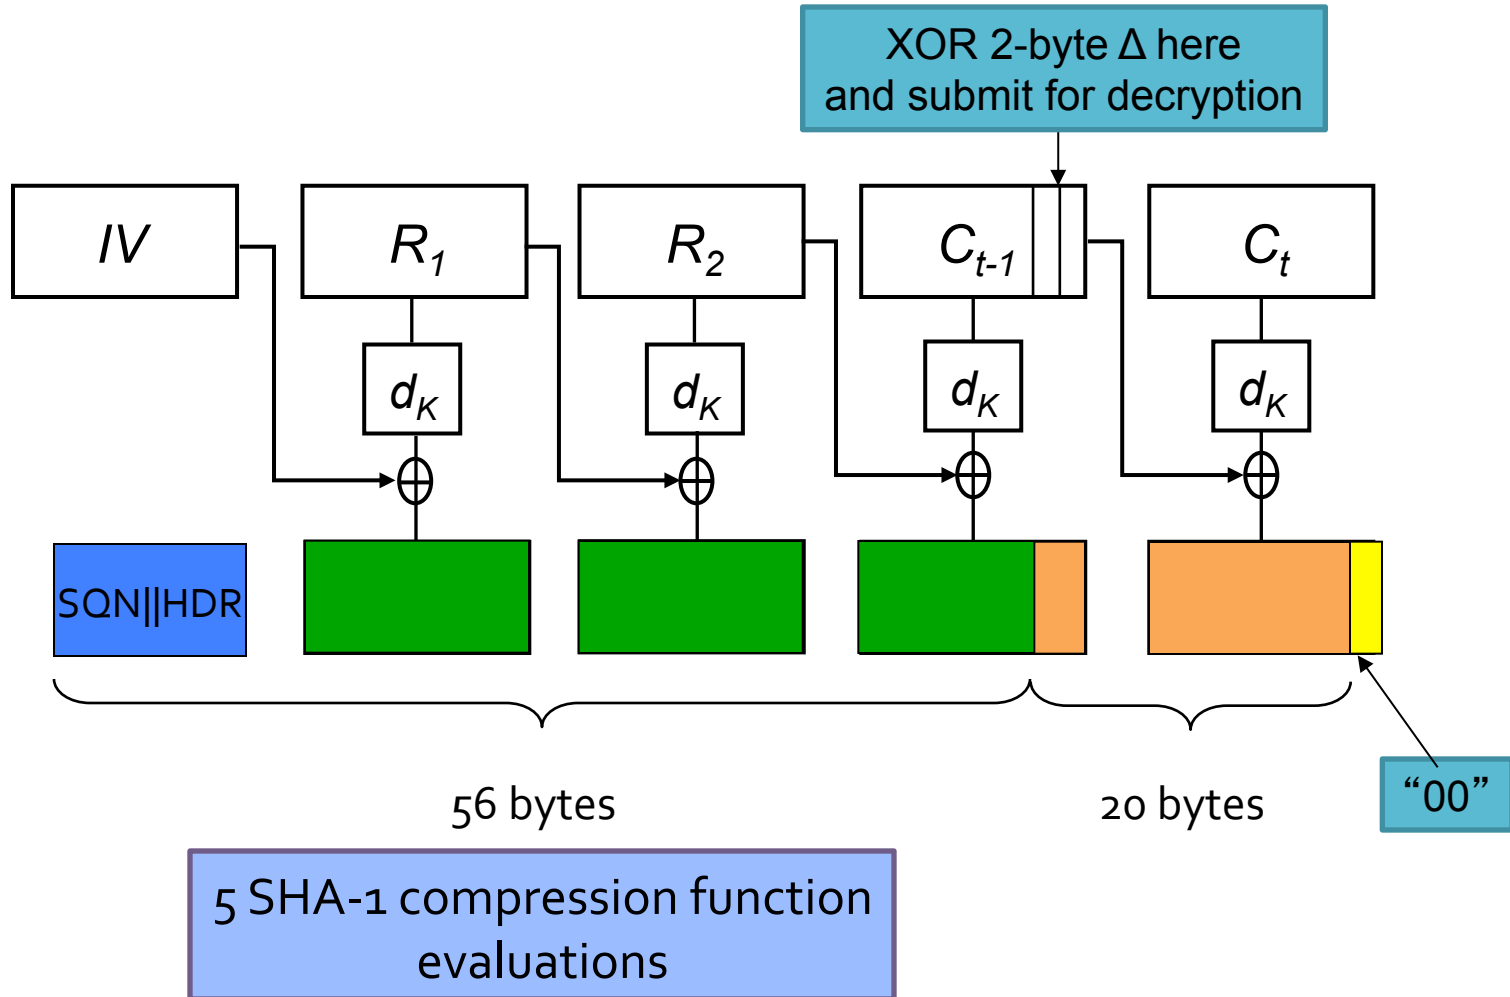 XOR 2-byte Δ here
and submit for decryption
IV
R1
R2
Ct-1
Ct
dK
dK
dK
dK
SQN||HDR
56 bytes
20 bytes
“00”
5 SHA-1 compression function
evaluations